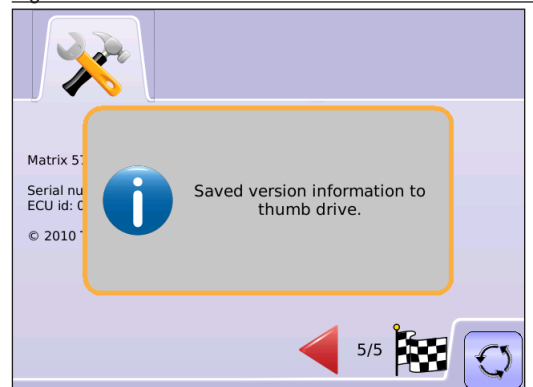 Matrix 57
Serial nu
ECU id: 0
© 2010 T
Saved version information to
thumb drive.
5/5